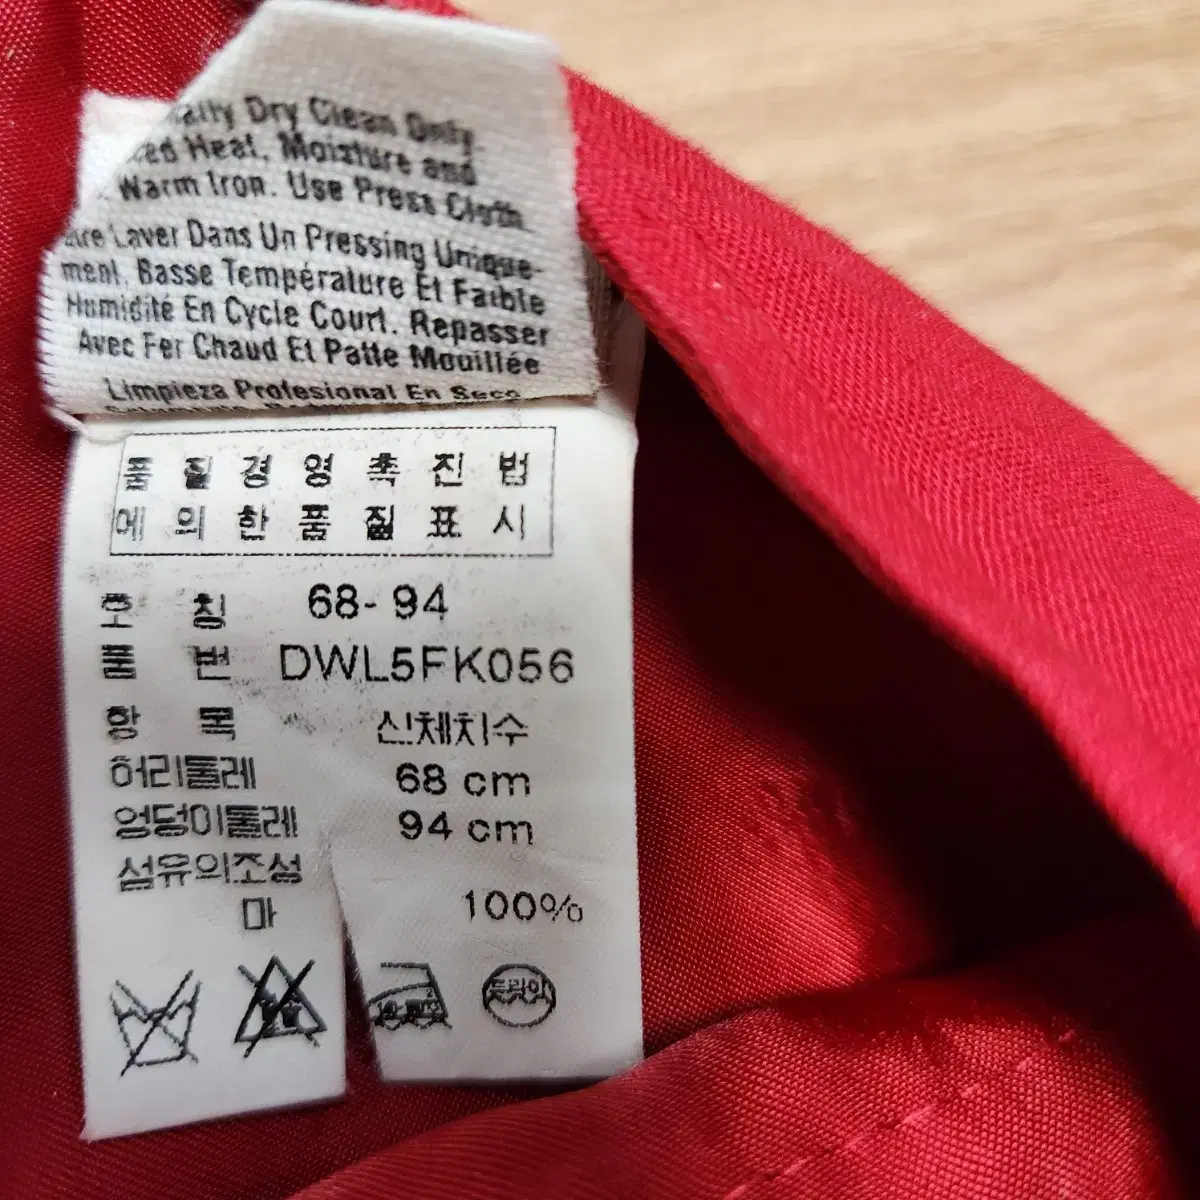 Dry Clean Only.
Heat, Moisture and
Warm Iron. Use Press Cloth.
Laver Dans Un Pressing Unique-
ment. Basse Température Et Faible
Humidité En Cycle Court. Repasser
Avec Fer Chaud Et Patte Mouillée
Limpieza Profesional En Seco
품 질 경 영 촉 진 법
에 의 한 품 질 표 시
호 칭 68-94
품 번 DWL5FK056
항 목 신체치수
허리둘레 68 cm
엉덩이둘레 94 cm
섬유의조성
마 100%
드라이